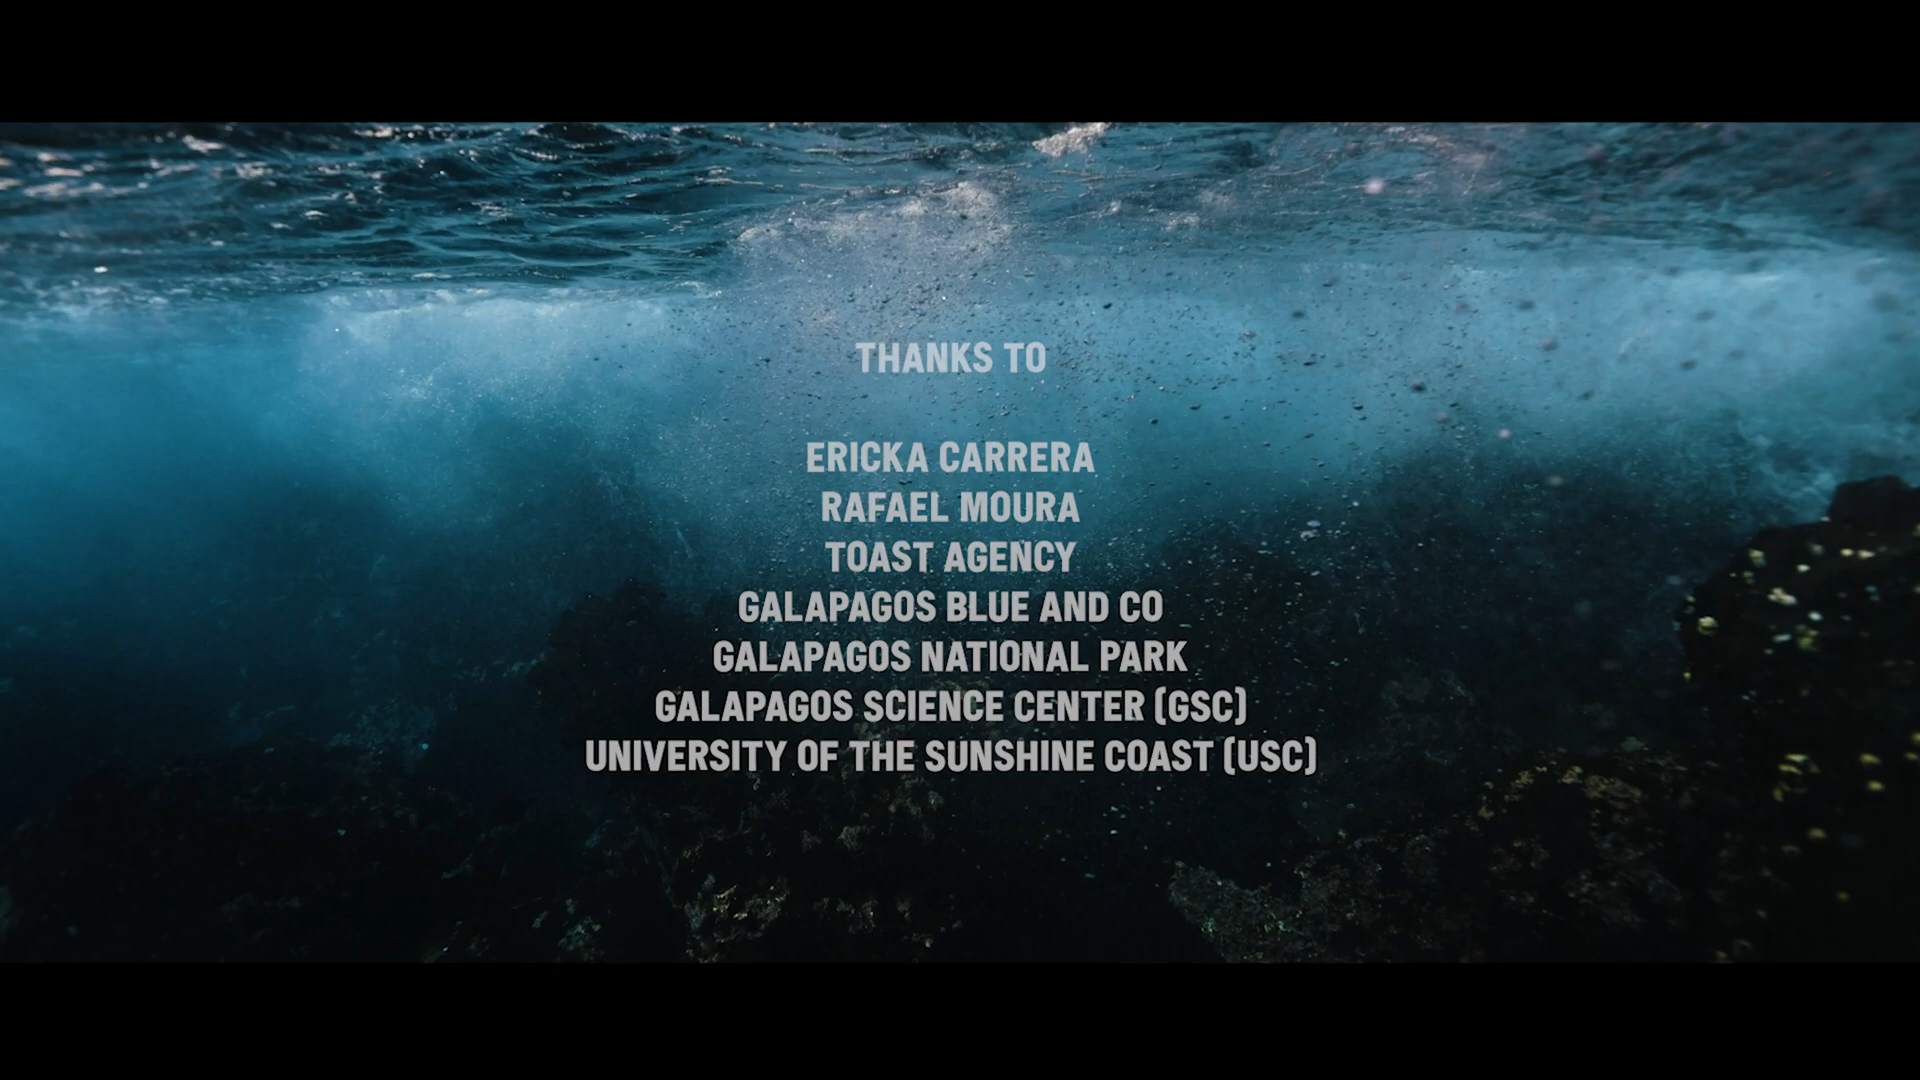 THANKS TO
ERICKA CARRERA
RAFAEL MOURA
TOAST AGENCY
GALAPAGOS BLUE AND CO
GALAPAGOS NATIONAL PARK
GALAPAGOS SCIENCE CENTER (GSC)
UNIVERSITY OF THE SUNSHINE COAST (USC)